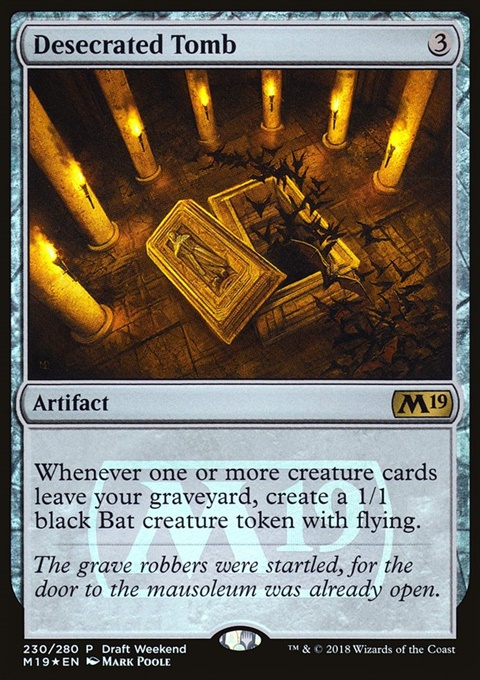 Desecrated Tomb 3
Artifact M19
Whenever one or more creature cards
leave your graveyard, create a 1/1
black Bat creature token with flying.
The grave robbers were startled, for the
door to the mausoleum was already open.
M19
230/280 P Draft Weekend
M19★EN Mark Poole
™ & © 2018 Wizards of the Coast